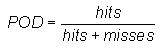 POD = hits / hits + misses